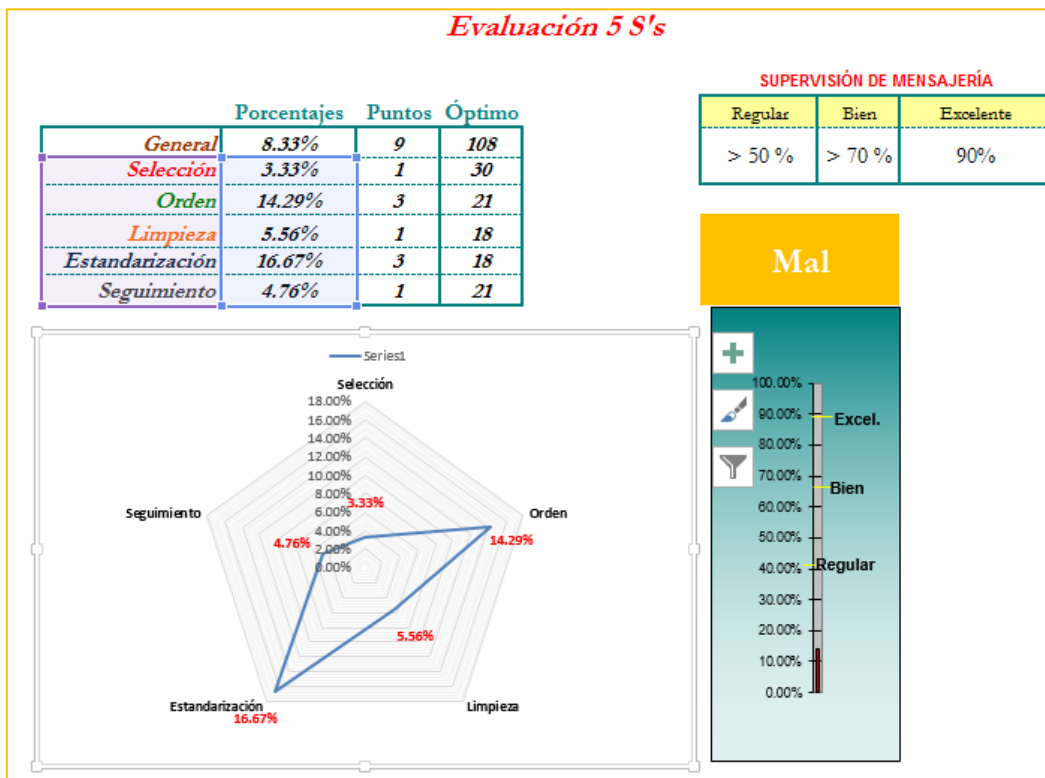 Evaluación 5 S's
SUPERVISIÓN DE MENSAJERÍA
Porcentajes Puntos Óptimo
General 8.33% 9 108
Selección 3.33% 1 30
Orden 14.29% 3 21
Limpieza 5.56% 1 18
Estandarización 16.67% 3 18
Seguimiento 4.76% 1 21
Regular Bien Excelente
> 50 % > 70 % 90%
Mal
Series1
Selección
18.00%
16.00%
14.00%
12.00%
10.00%
8.00%
6.00%
4.00%
2.00%
0.00%
3.33%
Orden
14.29%
5.56%
Limpieza
Estandarización
16.67%
Seguimiento
4.76%
100.00%
90.00%
80.00%
70.00%
60.00%
50.00%
40.00%
30.00%
20.00%
10.00%
0.00%
Excel.
Bien
Regular